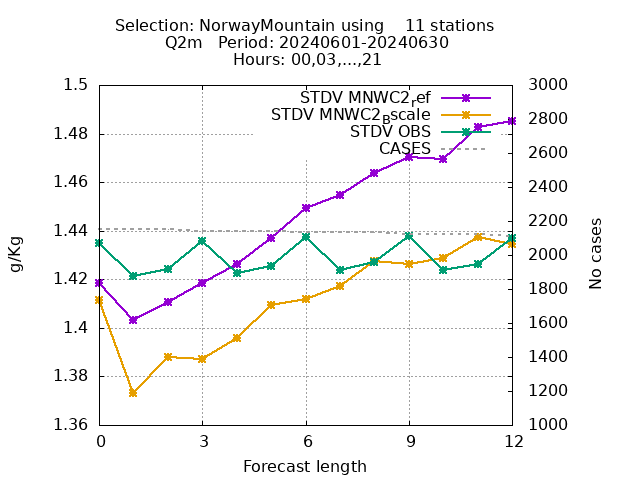 Selection: NorwayMountain using    11 stations
Q2m   Period: 20240601-20240630
Hours: 00,03,...,21
1.5
1.48
1.46
1.44
1.42
1.4
1.38
1.36
g/Kg
STDV MNWC2_ref
STDV MNWC2_Bscale
STDV OBS
CASES
3000
2800
2600
2400
2200
2000
1800
1600
1400
1200
1000
No cases
0 3 6 9 12
Forecast length